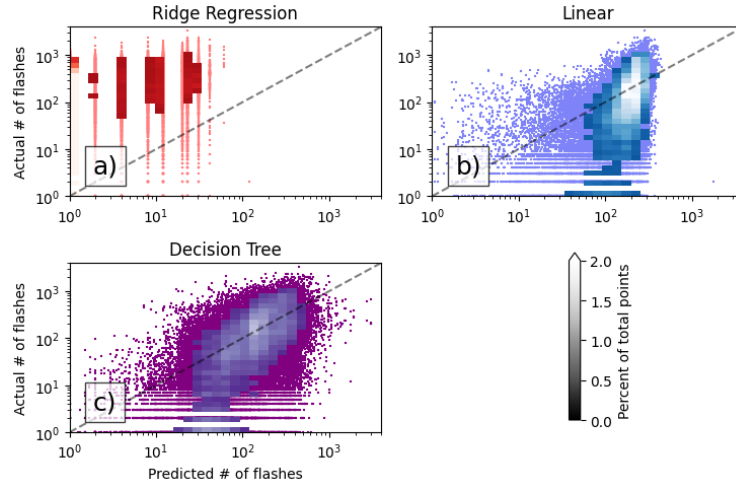 Ridge Regression
Actual # of flashes
10³
10²
10¹
10⁰
a)
10⁰ 10¹ 10² 10³
Linear
10³
10²
10¹
10⁰
b)
10⁰ 10¹ 10² 10³
Decision Tree
Actual # of flashes
10³
10²
10¹
10⁰
c)
10⁰ 10¹ 10² 10³
Predicted # of flashes
2.0
1.5
1.0
0.5
0.0
Percent of total points